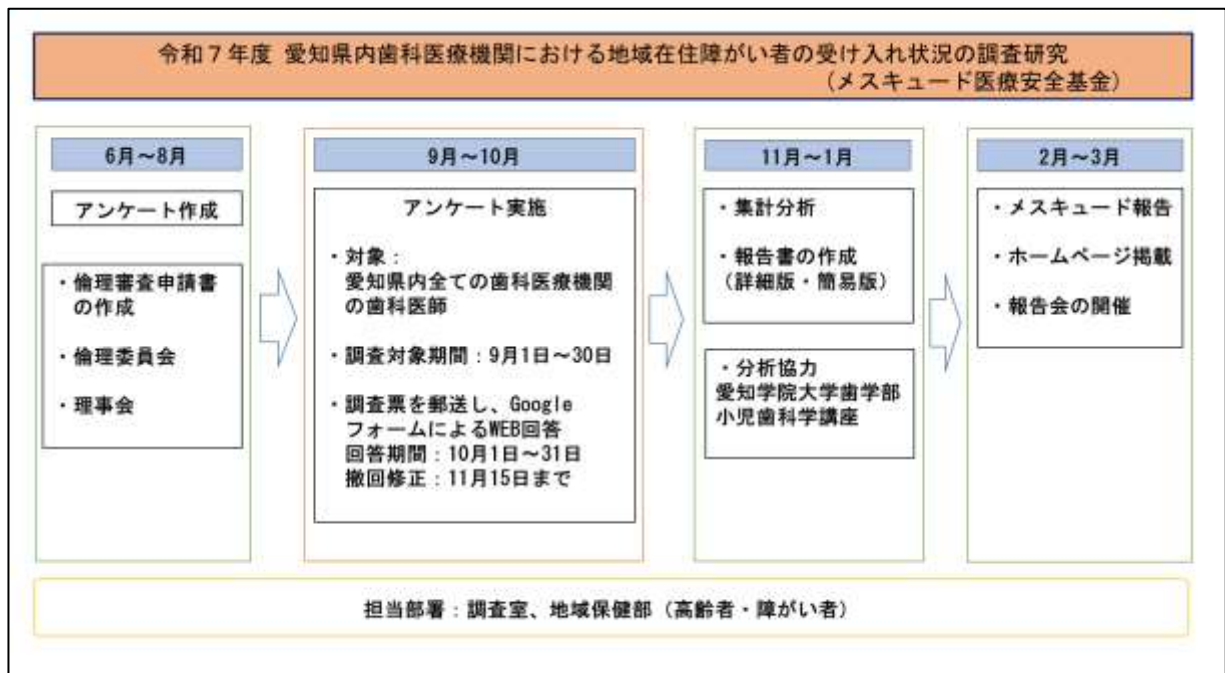 令和７年度 愛知県内歯科医療機関における地域在住障がい者の受け入れ状況の調査研究
（メスキュード医療安全基金）
6月～8月
アンケート作成
・倫理審査申請書
の作成
・倫理委員会
・理事会
9月～10月
アンケート実施
・対象：
愛知県内全ての歯科医療機関
の歯科医師
・調査対象期間：9月1日～30日
・調査票を郵送し、Google
フォームによるWEB回答
回答期間：10月1日～31日
撤回修正：11月15日まで
11月～1月
・集計分析
・報告書の作成
（詳細版・簡易版）
・分析協力
愛知学院大学歯学部
小児歯科学講座
2月～3月
・メスキュード報告
・ホームページ掲載
・報告会の開催
担当部署：調査室、地域保健部（高齢者・障がい者）